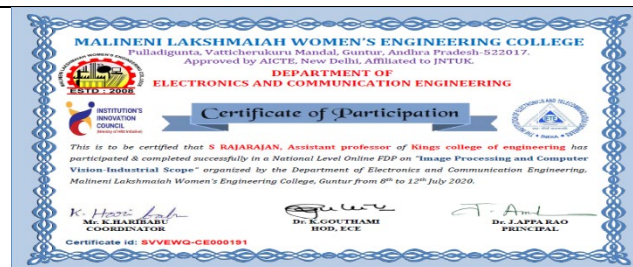 MALINENI LAKSHMAIAH WOMEN'S ENGINEERING COLLEGE
Pulladigunta, Vatticherukuru Mandal, Guntur, Andhra Pradesh-522017.
Approved by AICTE, New Delhi, Affiliated to JNTUK.
DEPARTMENT OF
ELECTRONICS AND COMMUNICATION ENGINEERING
ESTD : 2008
INSTITUTION'S
INNOVATION
COUNCIL
Certificate of Participation
This is to be certified that S RAJARAJAN, Assistant professor of Kings college of engineering has
participated & completed successfully in a National Level Online FDP on "Image Processing and Computer
Vision-Industrial Scope" organized by the Department of Electronics and Communication Engineering,
Malineni Lakshmaiah Women's Engineering College, Guntur from 8th to 12th July 2020.
Mr. K.HARIBABU
COORDINATOR
Dr. K.GOUTHAMI
HOD, ECE
Dr. J.APPA RAO
PRINCIPAL
Certificate id: SVVEWQ-CE000191